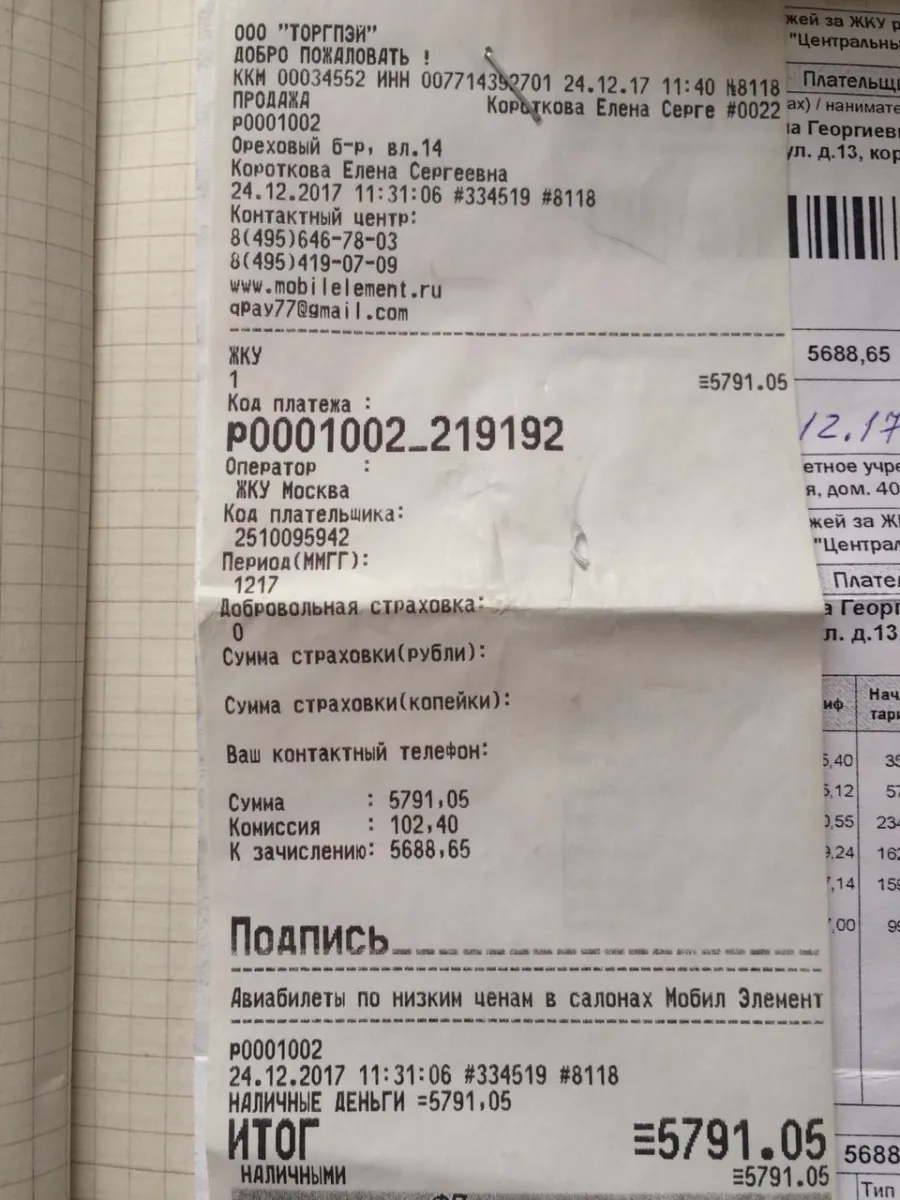 ООО "ТОРГПЭЙ"
ДОБРО ПОЖАЛОВАТЬ !
ККМ 00034552 ИНН 007714392701 24.12.17 11:40 №8118
ПРОДАЖА Короткова Елена Серге #0022
p0001002
Ореховый б-р, вл.14
Короткова Елена Сергеевна
24.12.2017 11:31:06 #334519 #8118
Контактный центр:
8(495)646-78-03
8(495)419-07-09
www.mobilelement.ru
qpay77@gmail.com
ЖКУ
1 ≡5791.05
Код платежа :
p0001002_219192
Оператор :
ЖКУ Москва
Код плательщика:
2510095942
Период(ММГГ):
1217
Добровольная страховка:
0
Сумма страховки(рубли):
Сумма страховки(копейки):
Ваш контактный телефон:
Сумма : 5791,05
Комиссия : 102,40
К зачислению: 5688,65
Подпись
Авиабилеты по низким ценам в салонах Мобил Элемент
p0001002
24.12.2017 11:31:06 #334519 #8118
НАЛИЧНЫЕ ДЕНЬГИ =5791,05
ИТОГ ≡5791.05
НАЛИЧНЫМИ ≡5791.05
жей за ЖКУ
"Центральны
Плательщ
ах) / нанимате
Георгиев
ул. д.13, кор
5688,65
12.17
етное учре
я, дом. 40
жей за ЖК
"Централ
Плател
а Георг
л. д.13
иф Нач
тари
5,40
5,12
0,55 234
9,24 162
7,14 159
,00
5688
Тип